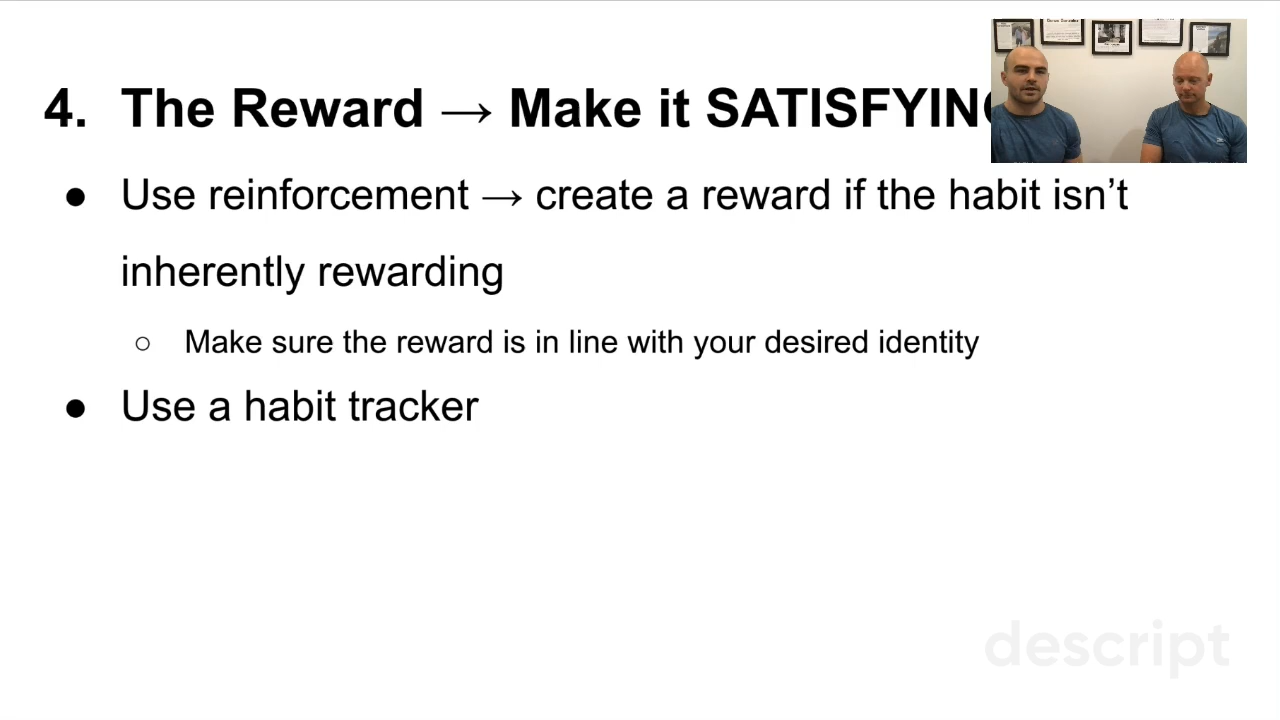 4. The Reward → Make it SATISFYING
● Use reinforcement → create a reward if the habit isn’t
inherently rewarding
○ Make sure the reward is in line with your desired identity
● Use a habit tracker
descript